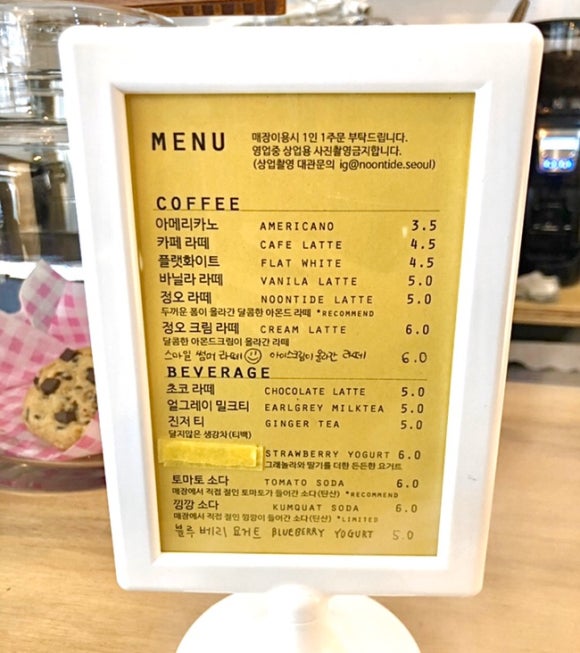 MENU
매장이용시 1인 1주문 부탁드립니다.
영업중 상업용 사진촬영금지합니다.
(상업촬영 대관문의 ig@noontide.seoul)
COFFEE
아메리카노 AMERICANO 3.5
카페 라떼 CAFE LATTE 4.5
플랫화이트 FLAT WHITE 4.5
바닐라 라떼 VANILA LATTE 5.0
정오 라떼 NOONTIDE LATTE 5.0
두꺼운 폼이 올라간 달콤한 아몬드 라떼 *RECOMMEND
정오 크림 라떼 CREAM LATTE 6.0
달콤한 아몬드크림이 올라간 라떼
스마일 썸머 라떼 아이스크림이 올라간 라떼 6.0
BEVERAGE
초코 라떼 CHOCOLATE LATTE 5.0
얼그레이 밀크티 EARLGREY MILKTEA 5.0
진저 티 GINGER TEA 5.0
달지않은 생강차(티백)
STRAWBERRY YOGURT 6.0
그래놀라와 딸기를 더한 든든한 요거트
토마토 소다 TOMATO SODA 6.0
매장에서 직접 절인 토마토가 들어간 소다(탄산) *RECOMMEND
낑깡 소다 KUMQUAT SODA 6.0
매장에서 직접 절인 낑깡이 들어간 소다(탄산) *LIMITED
블루베리 요거트 BLUEBERRY YOGURT 5.0